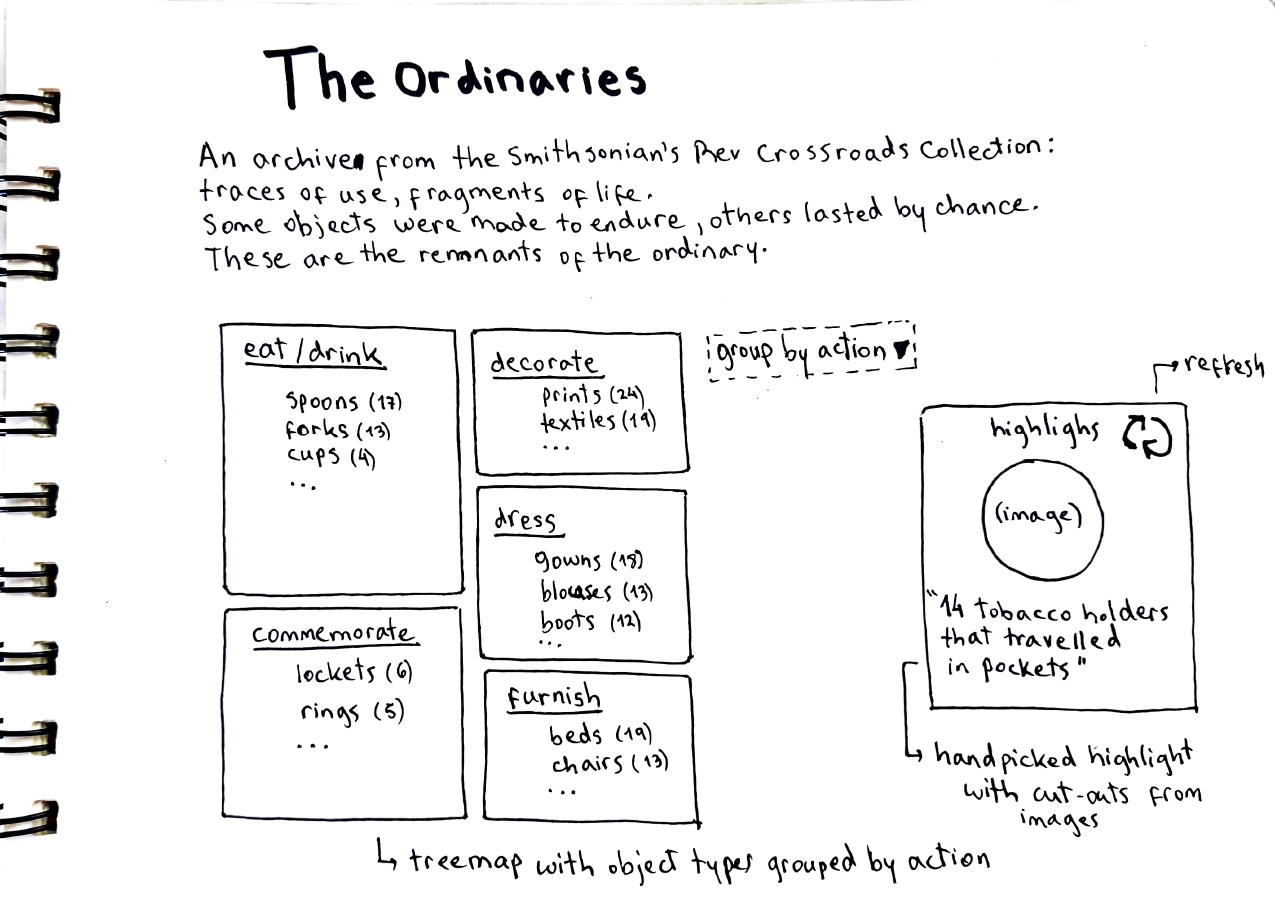 The Ordinaries
An archive from the Smithsonian's Rev Crossroads Collection:
traces of use, fragments of life.
Some objects were made to endure, others lasted by chance.
These are the remnants of the ordinary.
eat/drink
spoons (17)
forks (13)
cups (4)
...
commemorate
lockets (6)
rings (5)
...
decorate
prints (24)
textiles (19)
...
dress
gowns (18)
blouses (13)
boots (12)
...
furnish
beds (19)
chairs (13)
...
group by action ▼
↳ treemap with object types grouped by action
→ refresh
highlighs
(image)
"14 tobacco holders
that travelled
in pockets"
↳ handpicked highlight
with cut-outs from
images